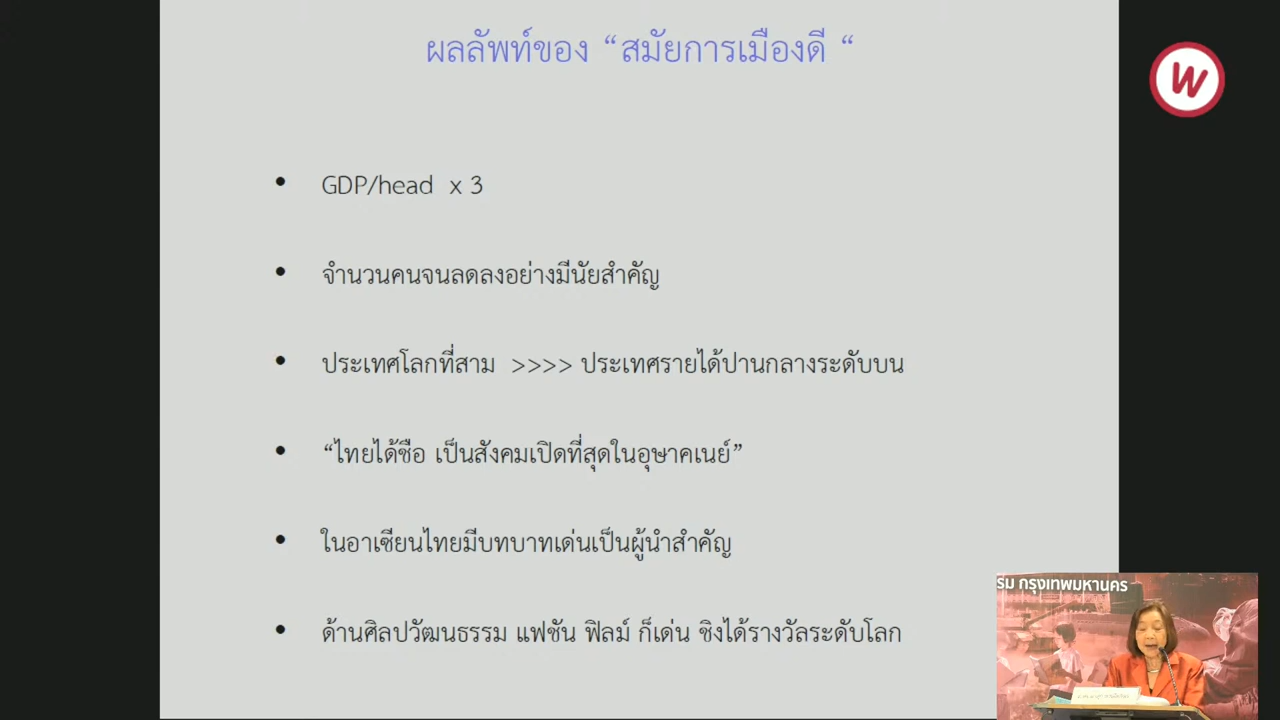 ผลลัพท์ของ “สมัยการเมืองดี “
W
• GDP/head x 3
• จำนวนคนจนลดลงอย่างมีนัยสำคัญ
• ประเทศโลกที่สาม >>>> ประเทศรายได้ปานกลางระดับบน
• “ไทยได้ชือ เป็นสังคมเปิดที่สุดในอุษาคเนย์”
• ในอาเซียนไทยมีบทบาทเด่นเป็นผู้นำสำคัญ
• ด้านศิลปวัฒนธรรม แฟชัน ฟิลม์ ก็เด่น ชิงได้รางวัลระดับโลก
รม กรุงเทพมหานคร